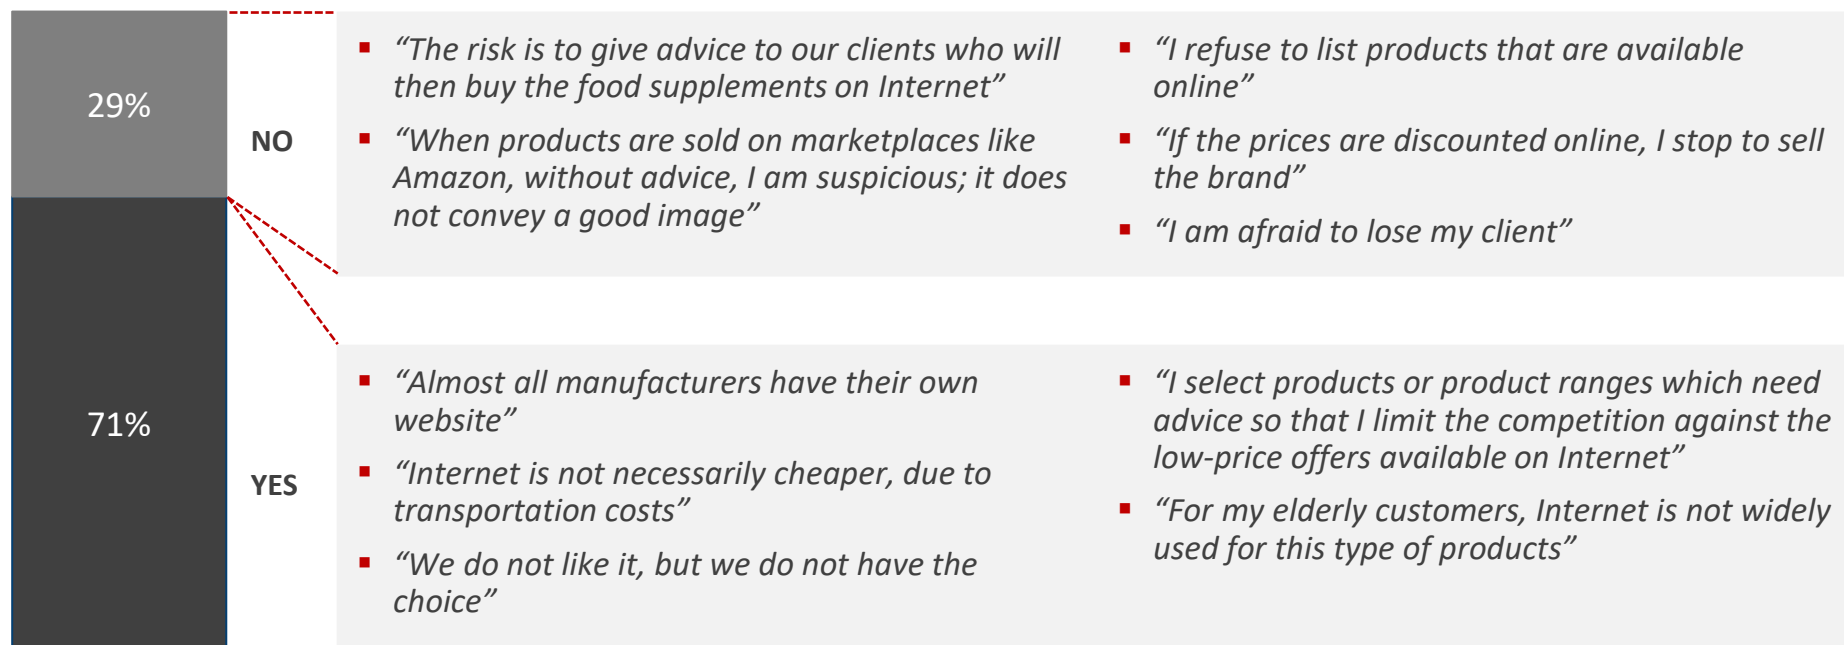 29%
NO
“The risk is to give advice to our clients who will
then buy the food supplements on Internet”
“When products are sold on marketplaces like
Amazon, without advice, I am suspicious; it does
not convey a good image”
“I refuse to list products that are available
online”
“If the prices are discounted online, I stop to sell
the brand”
“I am afraid to lose my client”
71%
YES
“Almost all manufacturers have their own
website”
“Internet is not necessarily cheaper, due to
transportation costs”
“We do not like it, but we do not have the
choice”
“I select products or product ranges which need
advice so that I limit the competition against the
low-price offers available on Internet”
“For my elderly customers, Internet is not widely
used for this type of products”